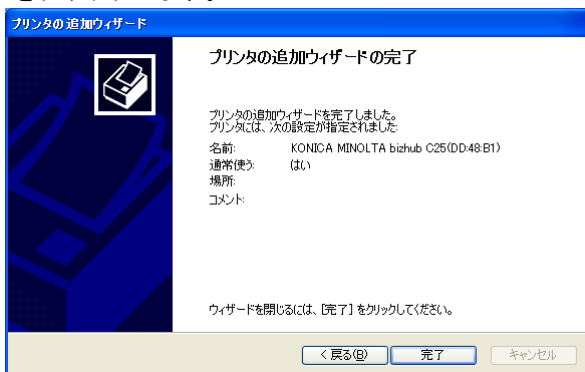 プリンタの追加ウィザード
プリンタの追加ウィザードの完了
プリンタの追加ウィザードを完了しました。
プリンタには、次の設定が指定されました:
名前: KONICA MINOLTA bizhub C25(DD:48:B1)
通常使う: はい
場所:
コメント:
ウィザードを閉じるには、[完了] をクリックしてください。
< 戻る(B) 完了 キャンセル